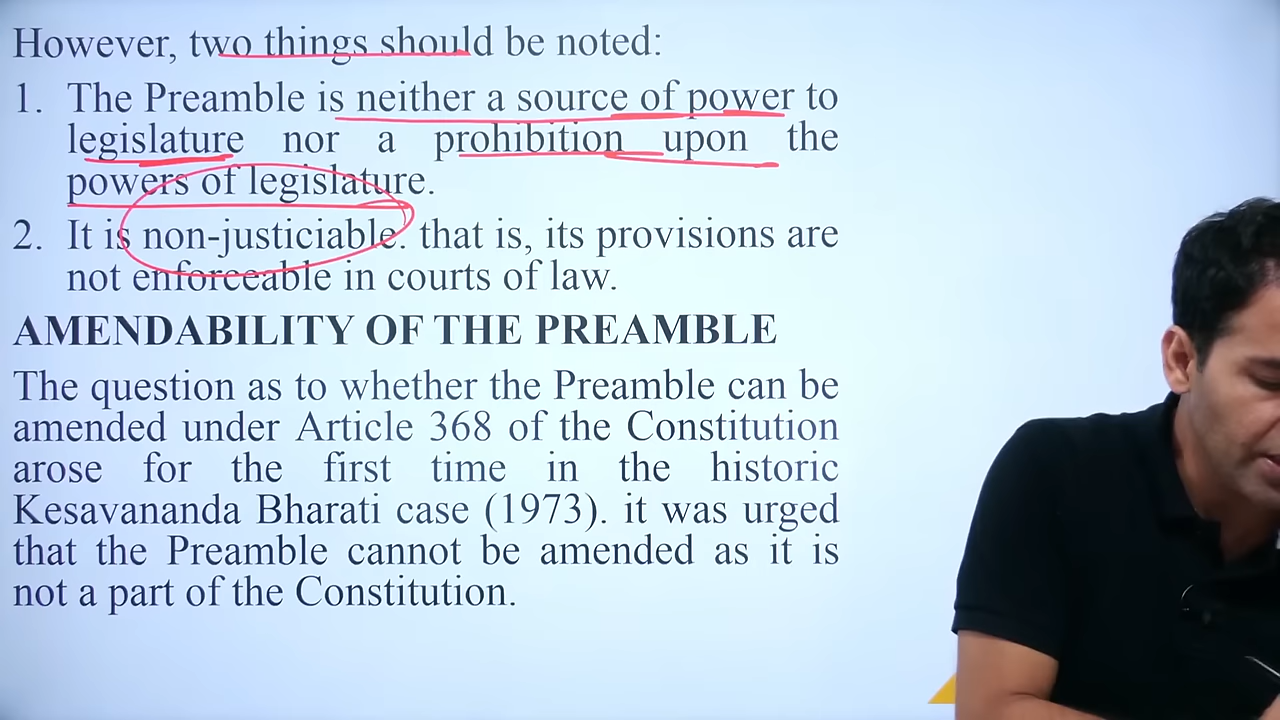 However, two things should be noted:
1. The Preamble is neither a source of power to
legislature nor a prohibition upon the
powers of legislature.
2. It is non-justiciable. that is, its provisions are
not enforceable in courts of law.
AMENDABILITY OF THE PREAMBLE
The question as to whether the Preamble can be
amended under Article 368 of the Constitution
arose for the first time in the historic
Kesavananda Bharati case (1973). it was urged
that the Preamble cannot be amended as it is
not a part of the Constitution.